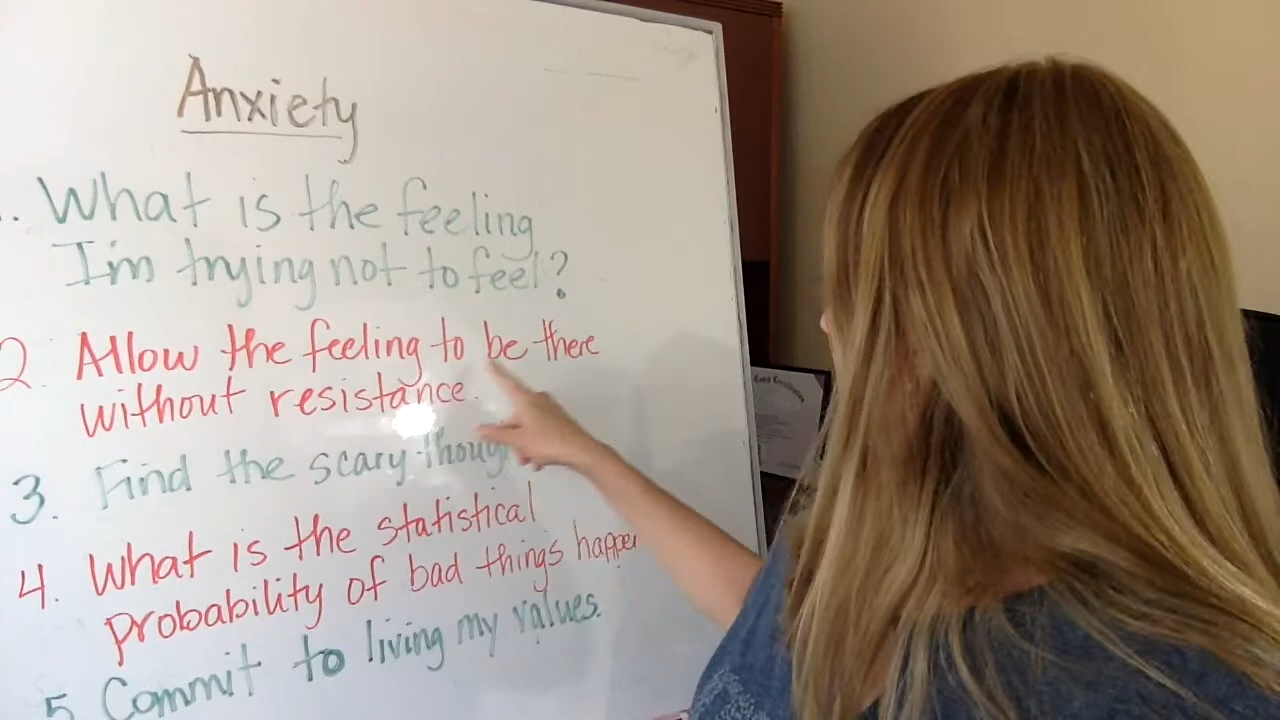 Anxiety
. What is the feeling
I'm trying not to feel?
2. Allow the feeling to be there
without resistance.
3. Find the scary
4. What is the statistical
probability of bad things happen
5 Commit to living my values.